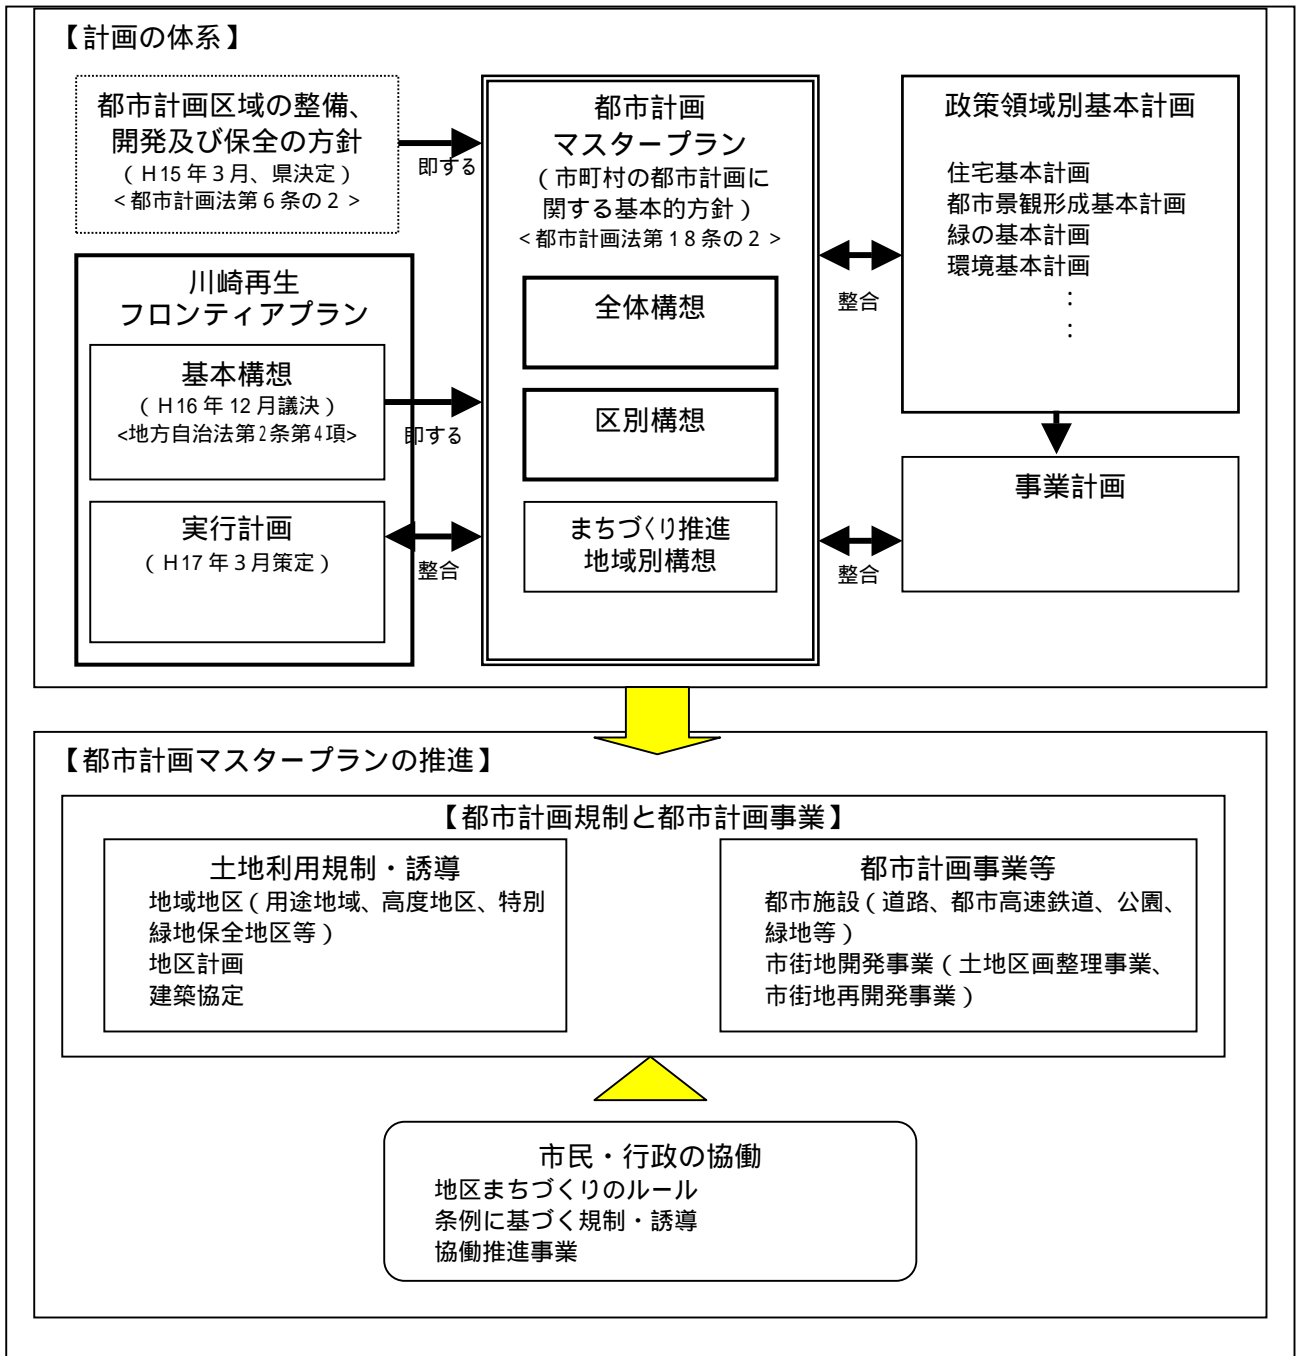 【計画の体系】
都市計画区域の整備、
開発及び保全の方針
（H15年3月、県決定）
<都市計画法第6条の2>
即する
川崎再生
フロンティアプラン
基本構想
（H16年12月議決）
<地方自治法第2条第4項>
即する
実行計画
（H17年3月策定）
整合
都市計画
マスタープラン
（市町村の都市計画に
関する基本的方針）
<都市計画法第18条の2>
全体構想
区別構想
まちづくり推進
地域別構想
整合
整合
政策領域別基本計画
住宅基本計画
都市景観形成基本計画
緑の基本計画
環境基本計画
：
：
事業計画
【都市計画マスタープランの推進】
【都市計画規制と都市計画事業】
土地利用規制・誘導
地域地区（用途地域、高度地区、特別
緑地保全地区等）
地区計画
建築協定
都市計画事業等
都市施設（道路、都市高速鉄道、公園、
緑地等）
市街地開発事業（土地区画整理事業、
市街地再開発事業）
市民・行政の協働
地区まちづくりのルール
条例に基づく規制・誘導
協働推進事業